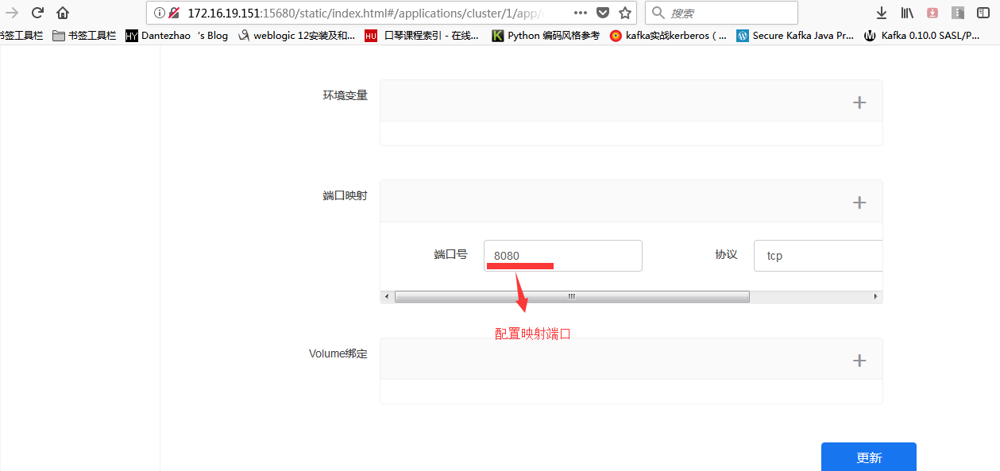 172.16.19.151:15680/static/index.html#/applications/cluster/1/app/
搜索
书签工具栏 书签工具栏 HY Dantezhao ‘s Blog weblogic 12安装及和... HU 口琴课程索引 - 在线... Python 编码风格参考 kafka实战kerberos ( ... Secure Kafka Java Pr... Kafka 0.10.0 SASL/P...
环境变量
端口映射
端口号 8080 协议 tcp
配置映射端口
Volume绑定
更新